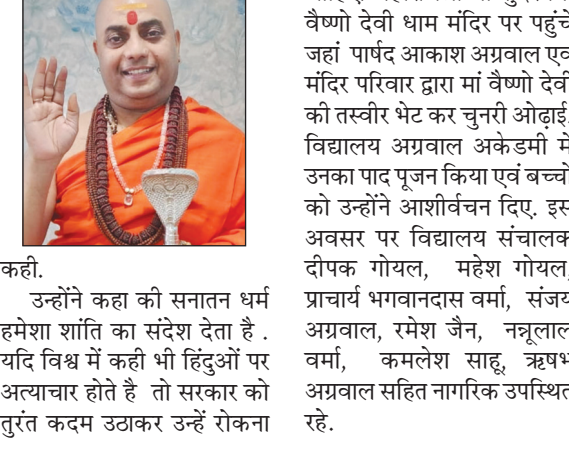 कही.
उन्होंने कहा की सनातन धर्म
हमेशा शांति का संदेश देता है .
यदि विश्व में कही भी हिंदुओं पर
अत्याचार होते है तो सरकार को
तुरंत कदम उठाकर उन्हें रोकना
वैष्णो देवी धाम मंदिर पर पहुंचे
जहां पार्षद आकाश अग्रवाल एवं
मंदिर परिवार द्वारा मां वैष्णो देवी
की तस्वीर भेट कर चुनरी ओढ़ाई.
विद्यालय अग्रवाल अकेडमी में
उनका पाद पूजन किया एवं बच्चों
को उन्होंने आशीर्वचन दिए. इस
अवसर पर विद्यालय संचालक
दीपक गोयल, महेश गोयल,
प्राचार्य भगवानदास वर्मा, संजय
अग्रवाल, रमेश जैन, नन्नूलाल
वर्मा, कमलेश साहू, ऋषभ
अग्रवाल सहित नागरिक उपस्थित
रहे.